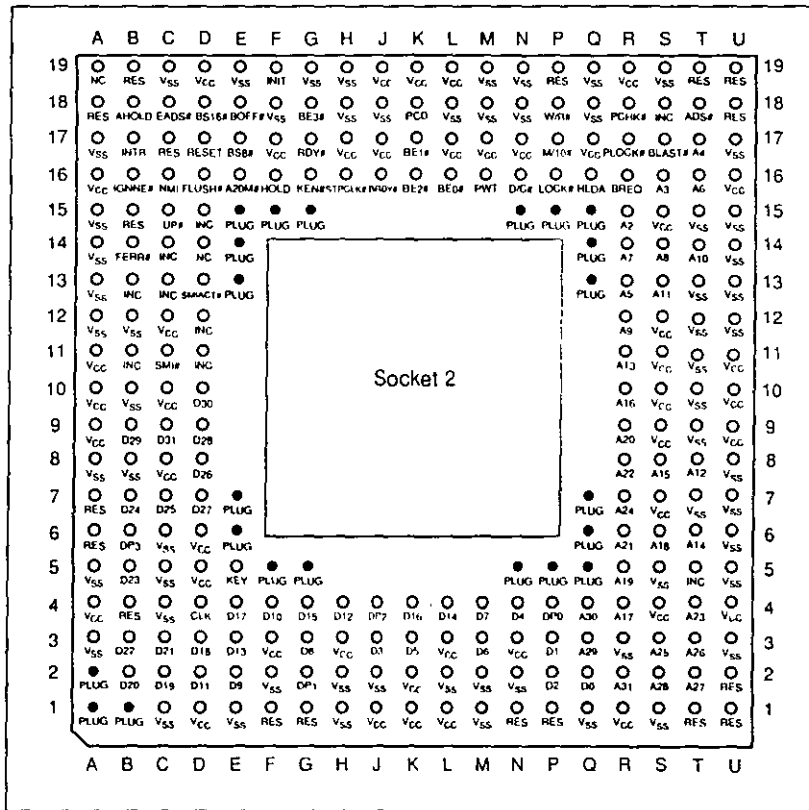 A B C D E F G H J K L M N P Q R S T U
19 19
NC RES VSS VCC VSS INIT VSS VSS VCC VCC VCC VSS VSS RES VSS VCC VSS RES RES
18 18
RES AHOLD EADS# BS16# BOFF# VSS BE3# VSS VSS PCD VSS VSS VSS W/R# VSS PCHK# INC ADS# RES
17 17
VSS INTR RES RESET BS8# VCC RDY# VCC VCC BE1# VCC VCC VCC M/IO# VCC PLOCK# BLAST# A4 VSS
16 16
VCC IGNNE# NMI FLUSH# A20M# HOLD KEN# STPCLK# BRDY# BE2# BE0# PWT D/C# LOCK# HLDA BREQ A3 A6 VCC
15 15
VSS RES UP# INC PLUG PLUG PLUG PLUG PLUG PLUG A2 VCC VSS VSS
14 14
VSS FERR# INC NC PLUG PLUG A7 A8 A10 VSS
13 13
VSS INC INC SMIACT# PLUG PLUG A5 A11 VSS VSS
12 12
VSS VSS VCC INC A9 VCC VSS VSS
11 11
VCC INC SMI# INC A13 VCC VSS VCC
Socket 2
10 10
VCC VSS VCC D30 A16 VCC VSS VCC
9 9
VCC D29 D31 D28 A20 VCC VSS VCC
8 8
VSS VSS VCC D26 A22 A15 A12 VSS
7 7
RES D24 D25 D27 PLUG PLUG A24 VCC VSS VSS
6 6
RES DP3 VSS VCC PLUG PLUG A21 A18 A14 VSS
5 5
VSS D23 VSS VCC KEY PLUG PLUG PLUG PLUG PLUG A19 VSS INC VSS
4 4
VCC RES VSS CLK D17 D10 D15 D12 DP2 D16 D14 D7 D4 DP0 A30 A17 VCC A23 VCC
3 3
VSS D22 D21 D18 D13 VCC D8 VCC D3 D5 VCC D6 VCC D1 A29 VSS A25 A26 VSS
2 2
PLUG D20 D19 D11 D9 VSS DP1 VSS VSS VCC VSS VSS VSS D2 D0 A31 A28 A27 RES
1 1
PLUG PLUG VSS VCC VSS RES RES VSS VCC VCC VCC VSS RES RES VSS VCC VSS RES RES
A B C D E F G H J K L M N P Q R S T U